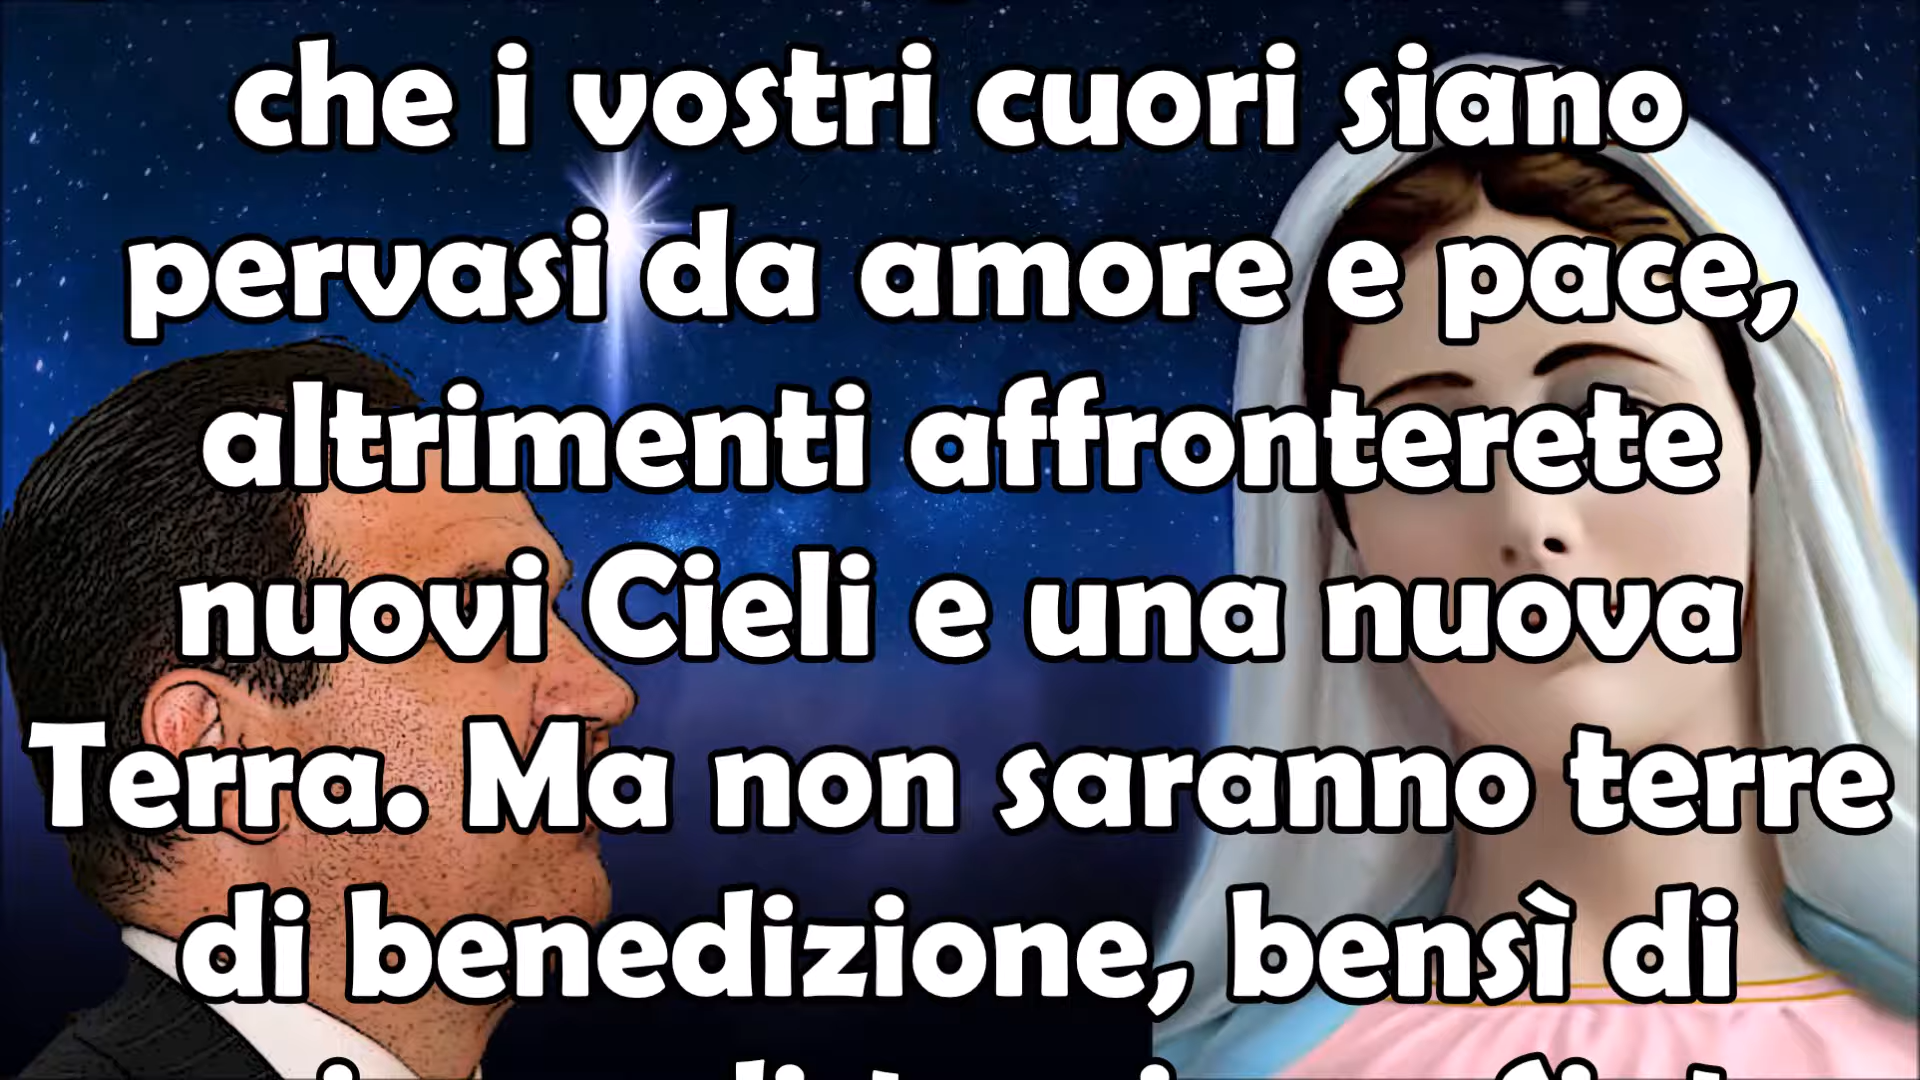 che i vostri cuori siano
pervasi da amore e pace,
altrimenti affronterete
nuovi Cieli e una nuova
Terra. Ma non saranno terre
di benedizione, bensì di